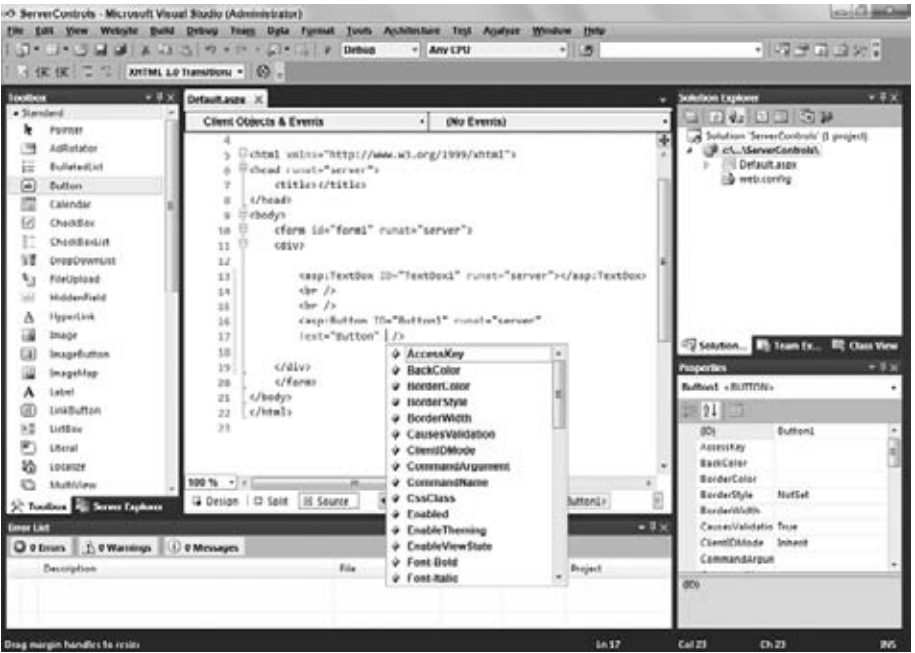 ServerControls - Microsoft Visual Studio (Administrator)
File Edit View Website Build Debug Team Data Format Tools Architecture Test Analyze Window Help
Debug Any CPU
XHTML 1.0 Transitionu
Toolbox
Standard
Pointer
AdRotator
BulletedList
Button
Calendar
CheckBox
CheckBoxList
DropDownList
FileUpload
HiddenField
HyperLink
Image
ImageButton
ImageMap
Label
LinkButton
ListBox
Literal
Localize
MultiView
Toolbox Server Explorer
Default.aspx
Client Objects & Events (No Events)
4
5 <html xmlns="http://www.w3.org/1999/xhtml">
6 <head runat="server">
7 <title></title>
8 </head>
9 <body>
10 <form id="form1" runat="server">
11 <div>
12
13 <asp:TextBox ID="TextBox1" runat="server"></asp:TextBox>
14 <br />
15 <br />
16 <asp:Button ID="Button1" runat="server"
17 Text="Button" />
18
19 </div>
20 </form>
21 </body>
22 </html>
23
AccessKey
BackColor
BorderColor
BorderStyle
BorderWidth
CausesValidation
ClientIDMode
CommandArgument
CommandName
CssClass
Enabled
EnableTheming
EnableViewState
Font-Bold
Font-Italic
100 %
Design Split Source
utton1>
Solution Explorer
Solution 'ServerControls' (1 project)
c:\...\ServerControls\
Default.aspx
web.config
Solution... Team Ex... Class View
Properties
Button1 <BUTTON>
(ID) Button1
AccessKey
BackColor
BorderColor
BorderStyle NotSet
BorderWidth
CausesValidatio True
ClientIDMode Inherit
CommandArgun
(ID)
Error List
0 Errors 0 Warnings 0 Messages
Description File Project
Drag margin handles to resize Ln 17 Col 23 Ch 23 INS